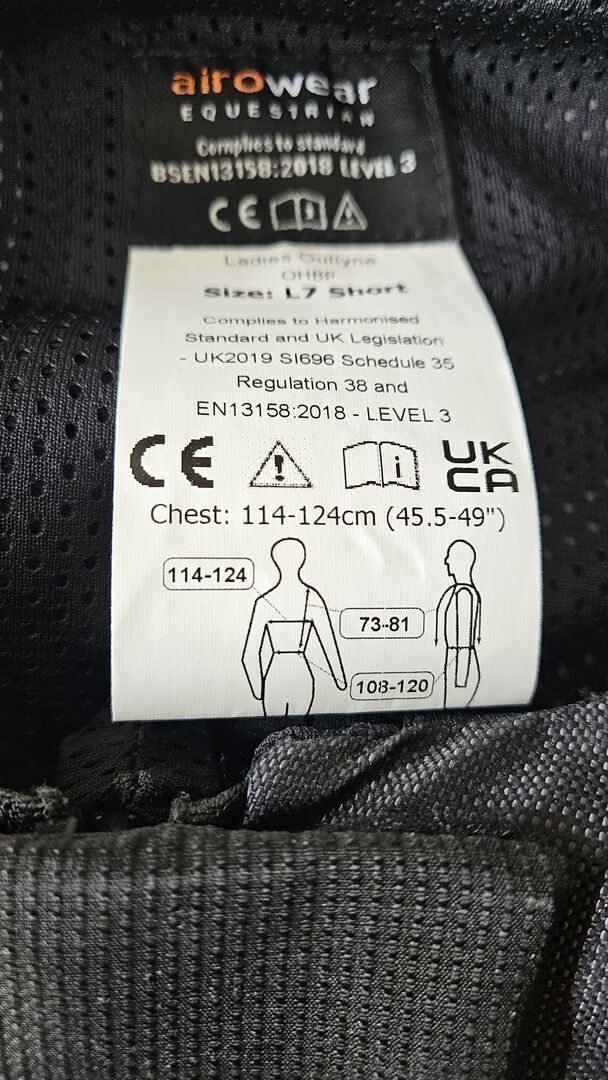 airowear
EQUESTRIAN
Complies to standard
BSEN13158:2018 LEVEL 3
CE
Ladies Outlyne
OHBP
Size: L7 Short
Complies to Harmonised
Standard and UK Legislation
- UK2019 SI696 Schedule 35
Regulation 38 and
EN13158:2018 - LEVEL 3
CE ! i UK
CA
Chest: 114-124cm (45.5-49")
114-124
73-81
108-120